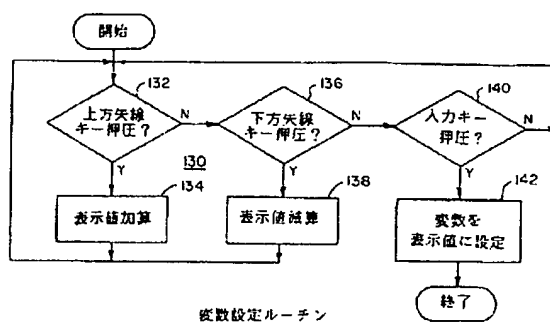 開始
132
上方矢線
キー押圧?
N
Y
130
134
表示値加算
136
下方矢線
キー押圧?
N
Y
138
表示値減算
140
入力キー
押圧?
N
Y
142
変数を
表示値に設定
終了
変数設定ルーチン